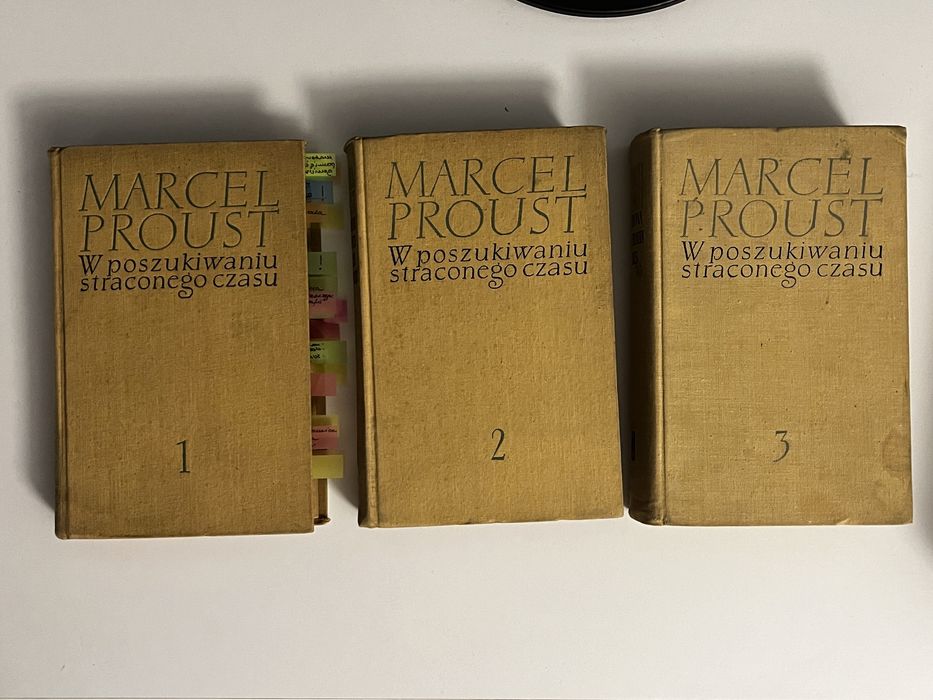 MARCEL
PROUST
W poszukiwaniu
straconego czasu
1
!
!
MARCEL
PROUST
W poszukiwaniu
straconego czasu
2
MARCEL
PROUST
W poszukiwaniu
straconego czasu
3